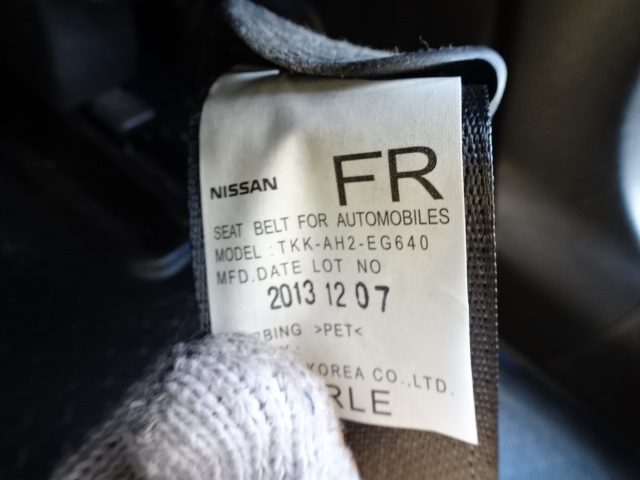 NISSAN FR
SEAT BELT FOR AUTOMOBILES
MODEL : TKK-AH2-EG640
MFD.DATE LOT NO
2013 12 07
>PET<
KOREA CO.,LTD.